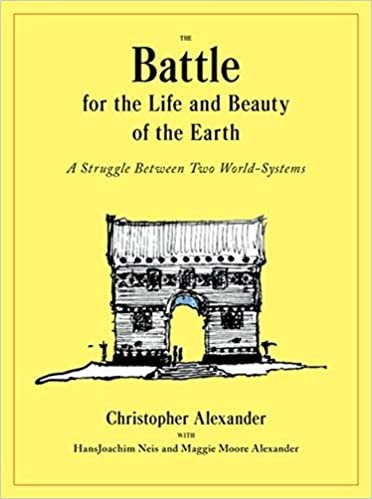 THE
Battle
for the Life and Beauty
of the Earth
A Struggle Between Two World-Systems
Christopher Alexander
WITH
HansJoachim Neis and Maggie Moore Alexander